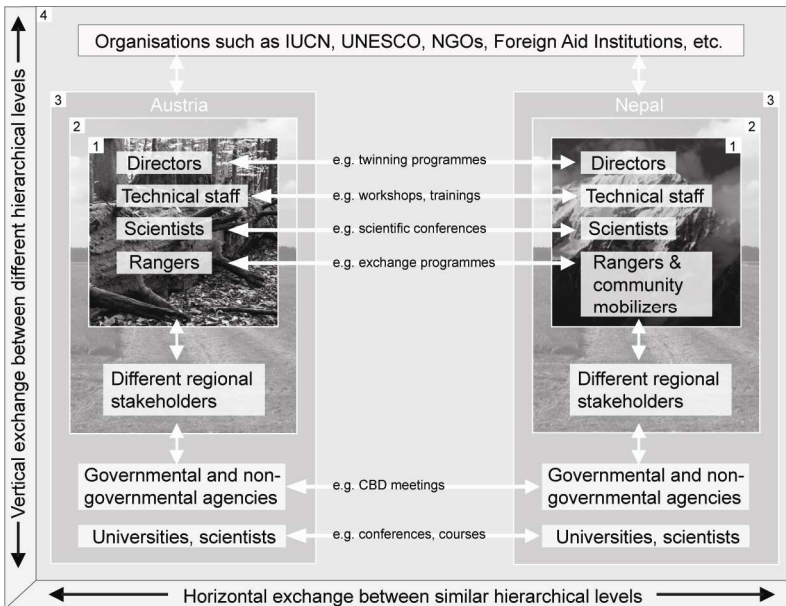 4
Organisations such as IUCN, UNESCO, NGOs, Foreign Aid Institutions, etc.
3
Austria
Nepal
3
2
2
1
1
Directors
e.g. twinning programmes
Directors
Technical staff
e.g. workshops, trainings
Technical staff
Scientists
e.g. scientific conferences
Scientists
Rangers
e.g. exchange programmes
Rangers &
community
mobilizers
Different regional
stakeholders
Different regional
stakeholders
Governmental and non-
governmental agencies
e.g. CBD meetings
Governmental and non-
governmental agencies
Universities, scientists
e.g. conferences, courses
Universities, scientists
Vertical exchange between different hierarchical levels
Horizontal exchange between similar hierarchical levels